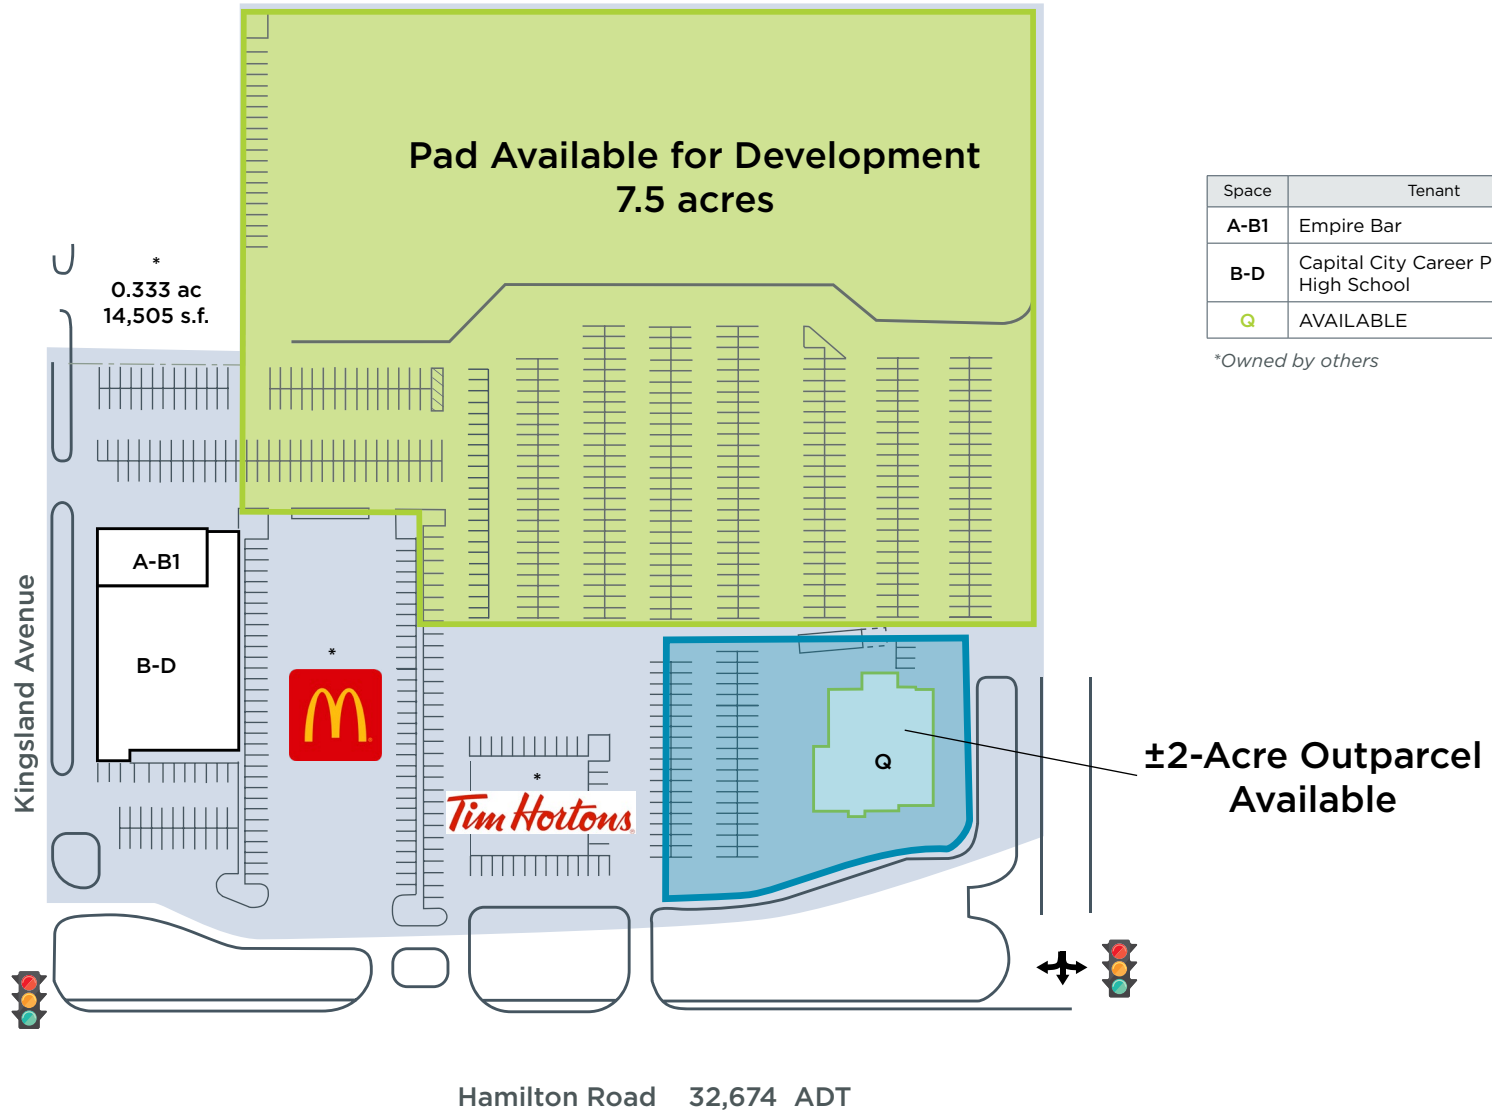 Pad Available for Development
7.5 acres
Space Tenant
A-B1 Empire Bar
B-D Capital City Career P
High School
Q AVAILABLE
*Owned by others
*
0.333 ac
14,505 s.f.
A-B1
B-D
Kingsland Avenue
*
*
Tim Hortons
Q
±2-Acre Outparcel
Available
Hamilton Road 32,674 ADT